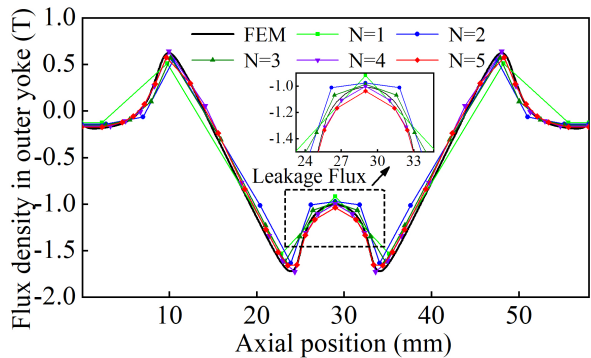 Flux density in outer yoke (T)
1.0
0.5
0.0
-0.5
-1.0
-1.5
-2.0
FEM N=1 N=2
N=3 N=4 N=5
-1.0
-1.2
-1.4
-1.5
24 27 30 33
Leakage Flux
10 20 30 40 50
Axial position (mm)